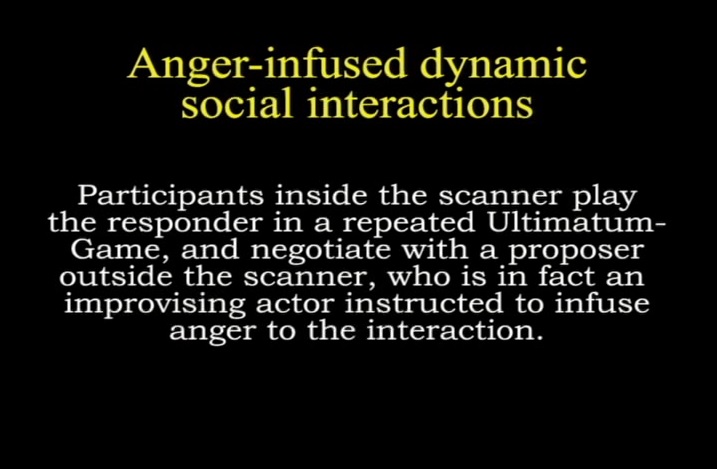 Anger-infused dynamic
social interactions
Participants inside the scanner play
the responder in a repeated Ultimatum-
Game, and negotiate with a proposer
outside the scanner, who is in fact an
improvising actor instructed to infuse
anger to the interaction.